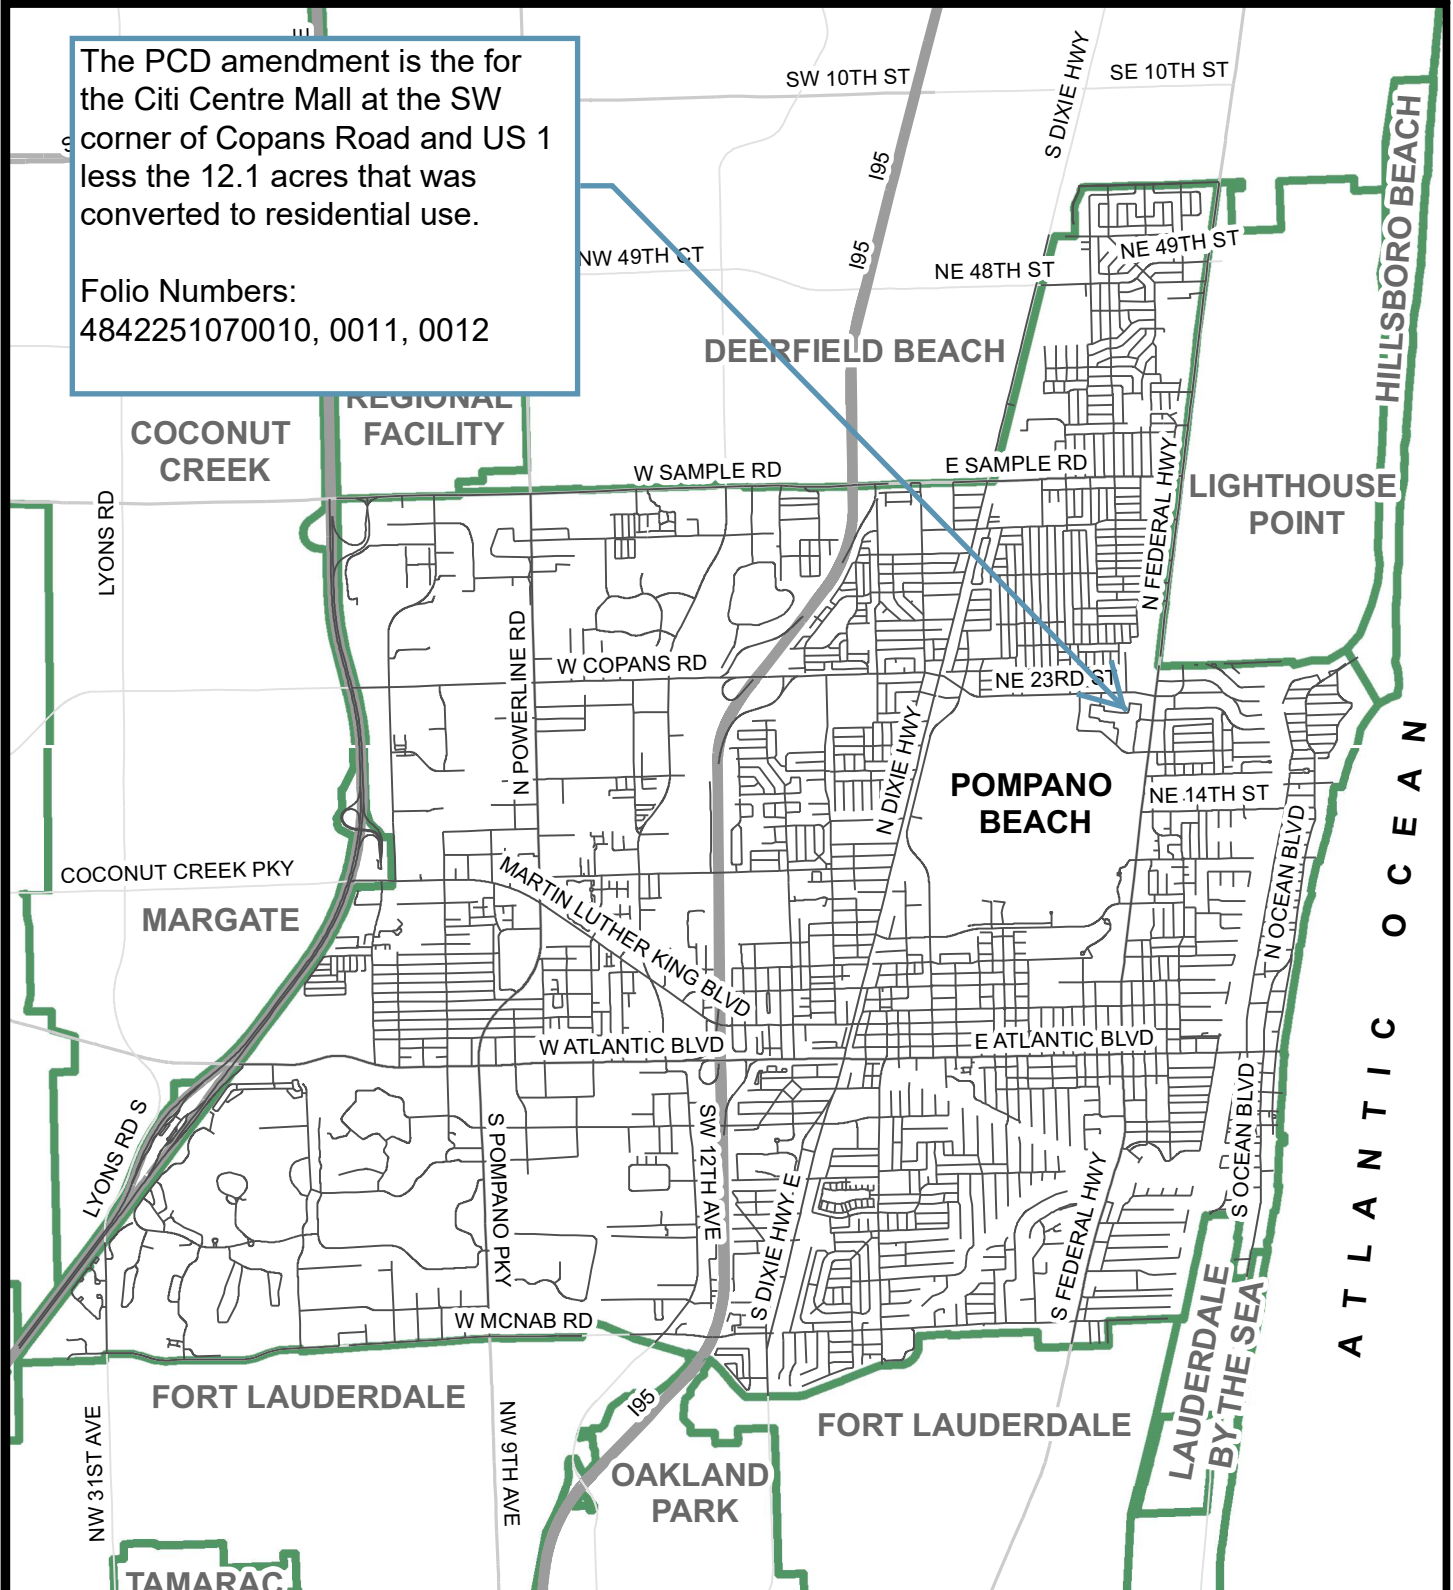 The PCD amendment is the for
the Citi Centre Mall at the SW
corner of Copans Road and US 1
less the 12.1 acres that was
converted to residential use.
Folio Numbers:
4842251070010, 0011, 0012
SW 10TH ST
SE 10TH ST
S DIXIE HWY
HILLSBORO BEACH
I95
I95
NW 49TH CT
NE 48TH ST
NE 49TH ST
DEERFIELD BEACH
REGIONAL
FACILITY
COCONUT
CREEK
W SAMPLE RD
E SAMPLE RD
LIGHTHOUSE
POINT
LYONS RD
N FEDERAL HWY
N POWERLINE RD
W COPANS RD
NE 23RD ST
N DIXIE HWY
POMPANO
BEACH
NE 14TH ST
N OCEAN BLVD
ATLANTIC OCEAN
COCONUT CREEK PKY
MARGATE
MARTIN LUTHER KING BLVD
W ATLANTIC BLVD
E ATLANTIC BLVD
LYONS RD S
S POMPANO PKY
SW 12TH AVE
S DIXIE HWY E
S FEDERAL HWY
S OCEAN BLVD
W MCNAB RD
LAUDERDALE
BY THE SEA
FORT LAUDERDALE
FORT LAUDERDALE
I95
NW 31ST AVE
NW 9TH AVE
OAKLAND
PARK
TAMARAC